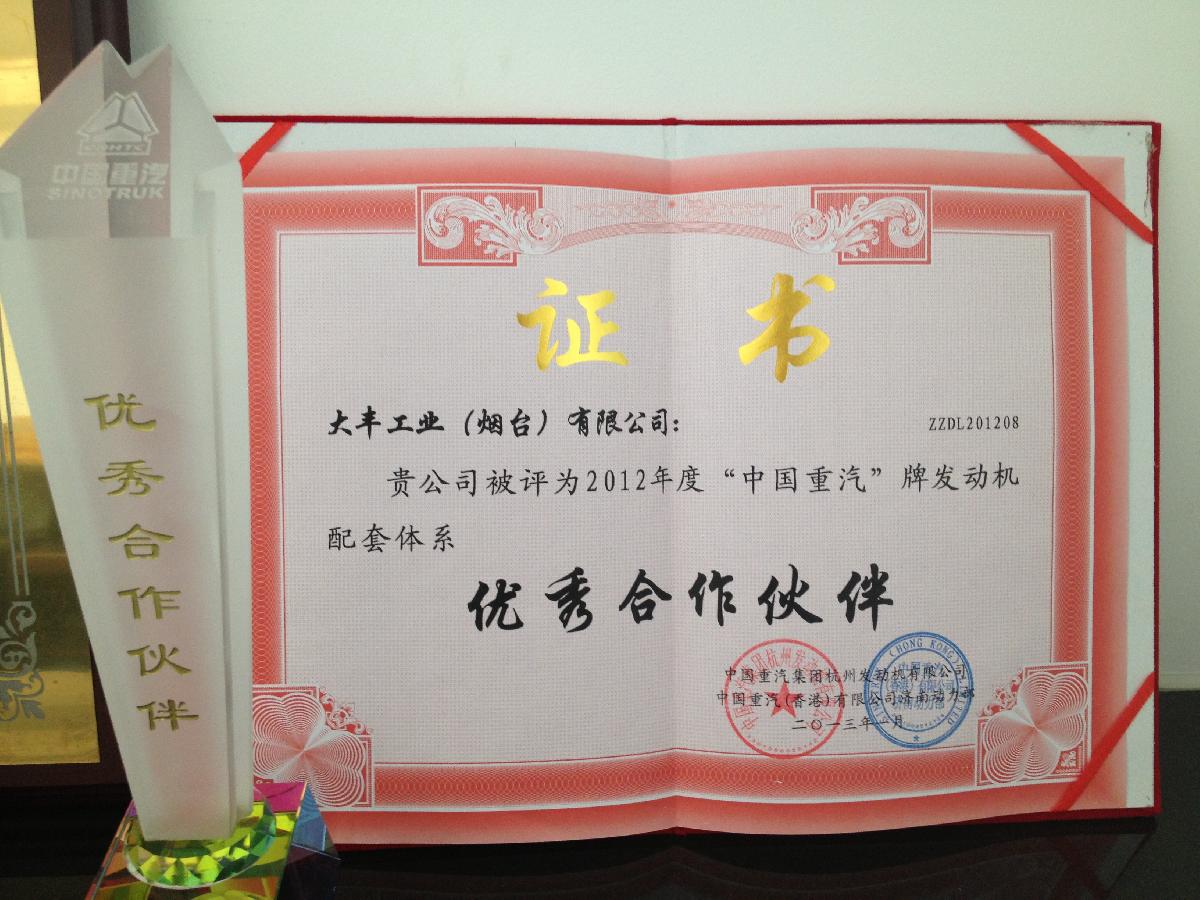 CNHTC
中国重汽
SINOTRUK
优秀合作伙伴
证书
大丰工业（烟台）有限公司：
ZZDL201208
贵公司被评为2012年度“中国重汽”牌发动机
配套体系
优秀合作伙伴
中国重汽集团杭州发动机有限公司
中国重汽（香港）有限公司济南动力部
二〇一三年一月